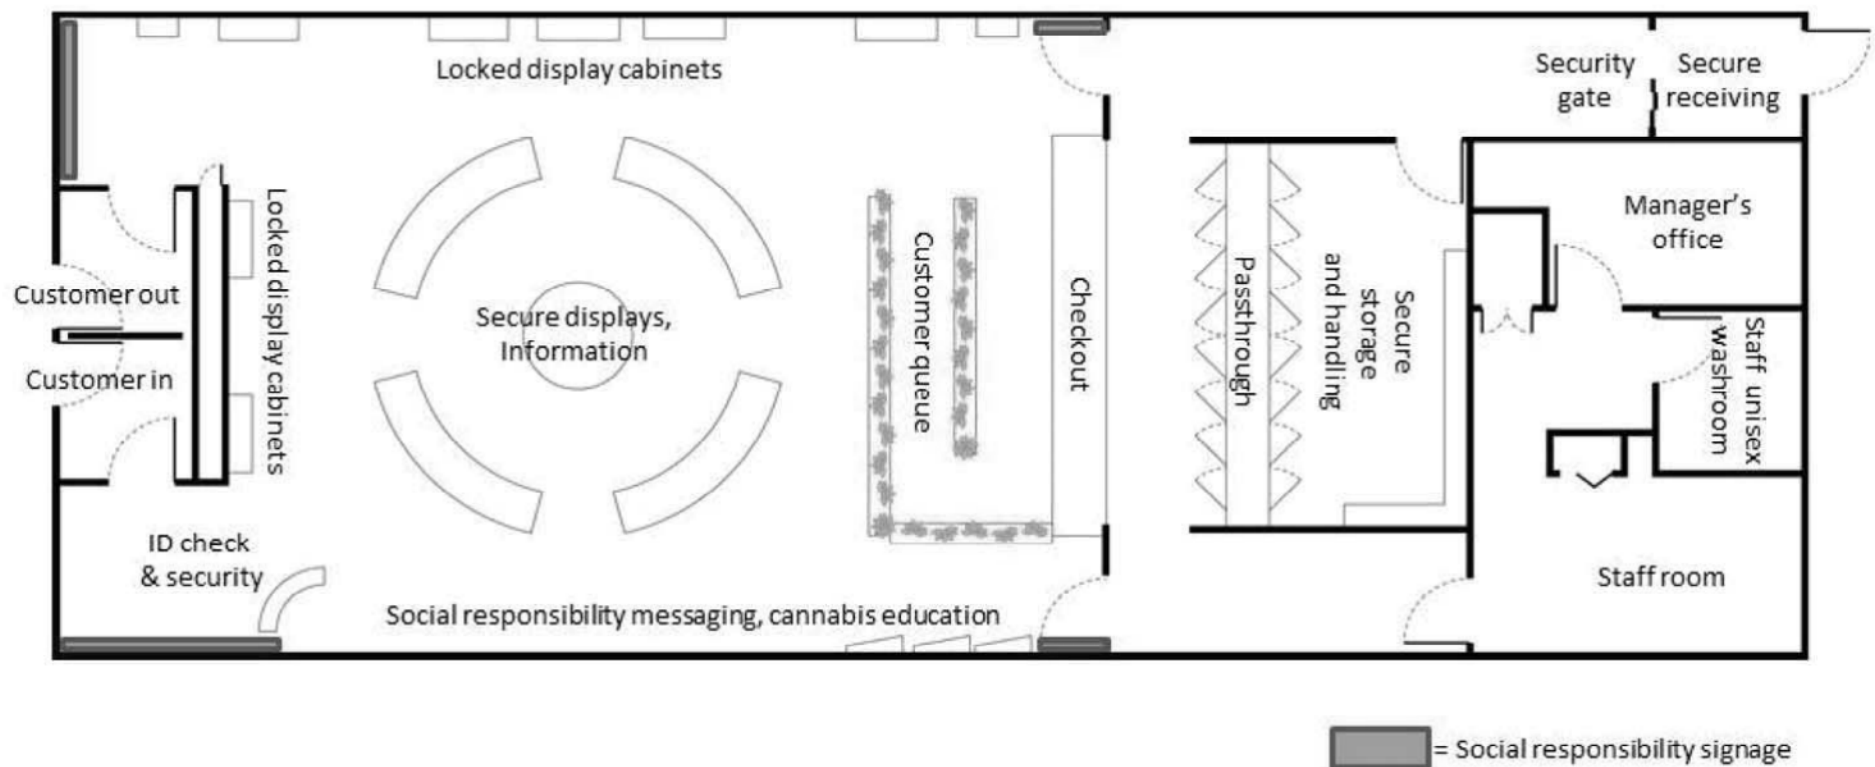 Locked display cabinets
Security
gate
Secure
receiving
Locked display cabinets
Manager's
office
Customer out
Customer in
Secure displays,
Information
Customer queue
Checkout
Passthrough
Secure
storage
and handling
Staff unisex
washroom
ID check
& security
Social responsibility messaging, cannabis education
Staff room
= Social responsibility signage